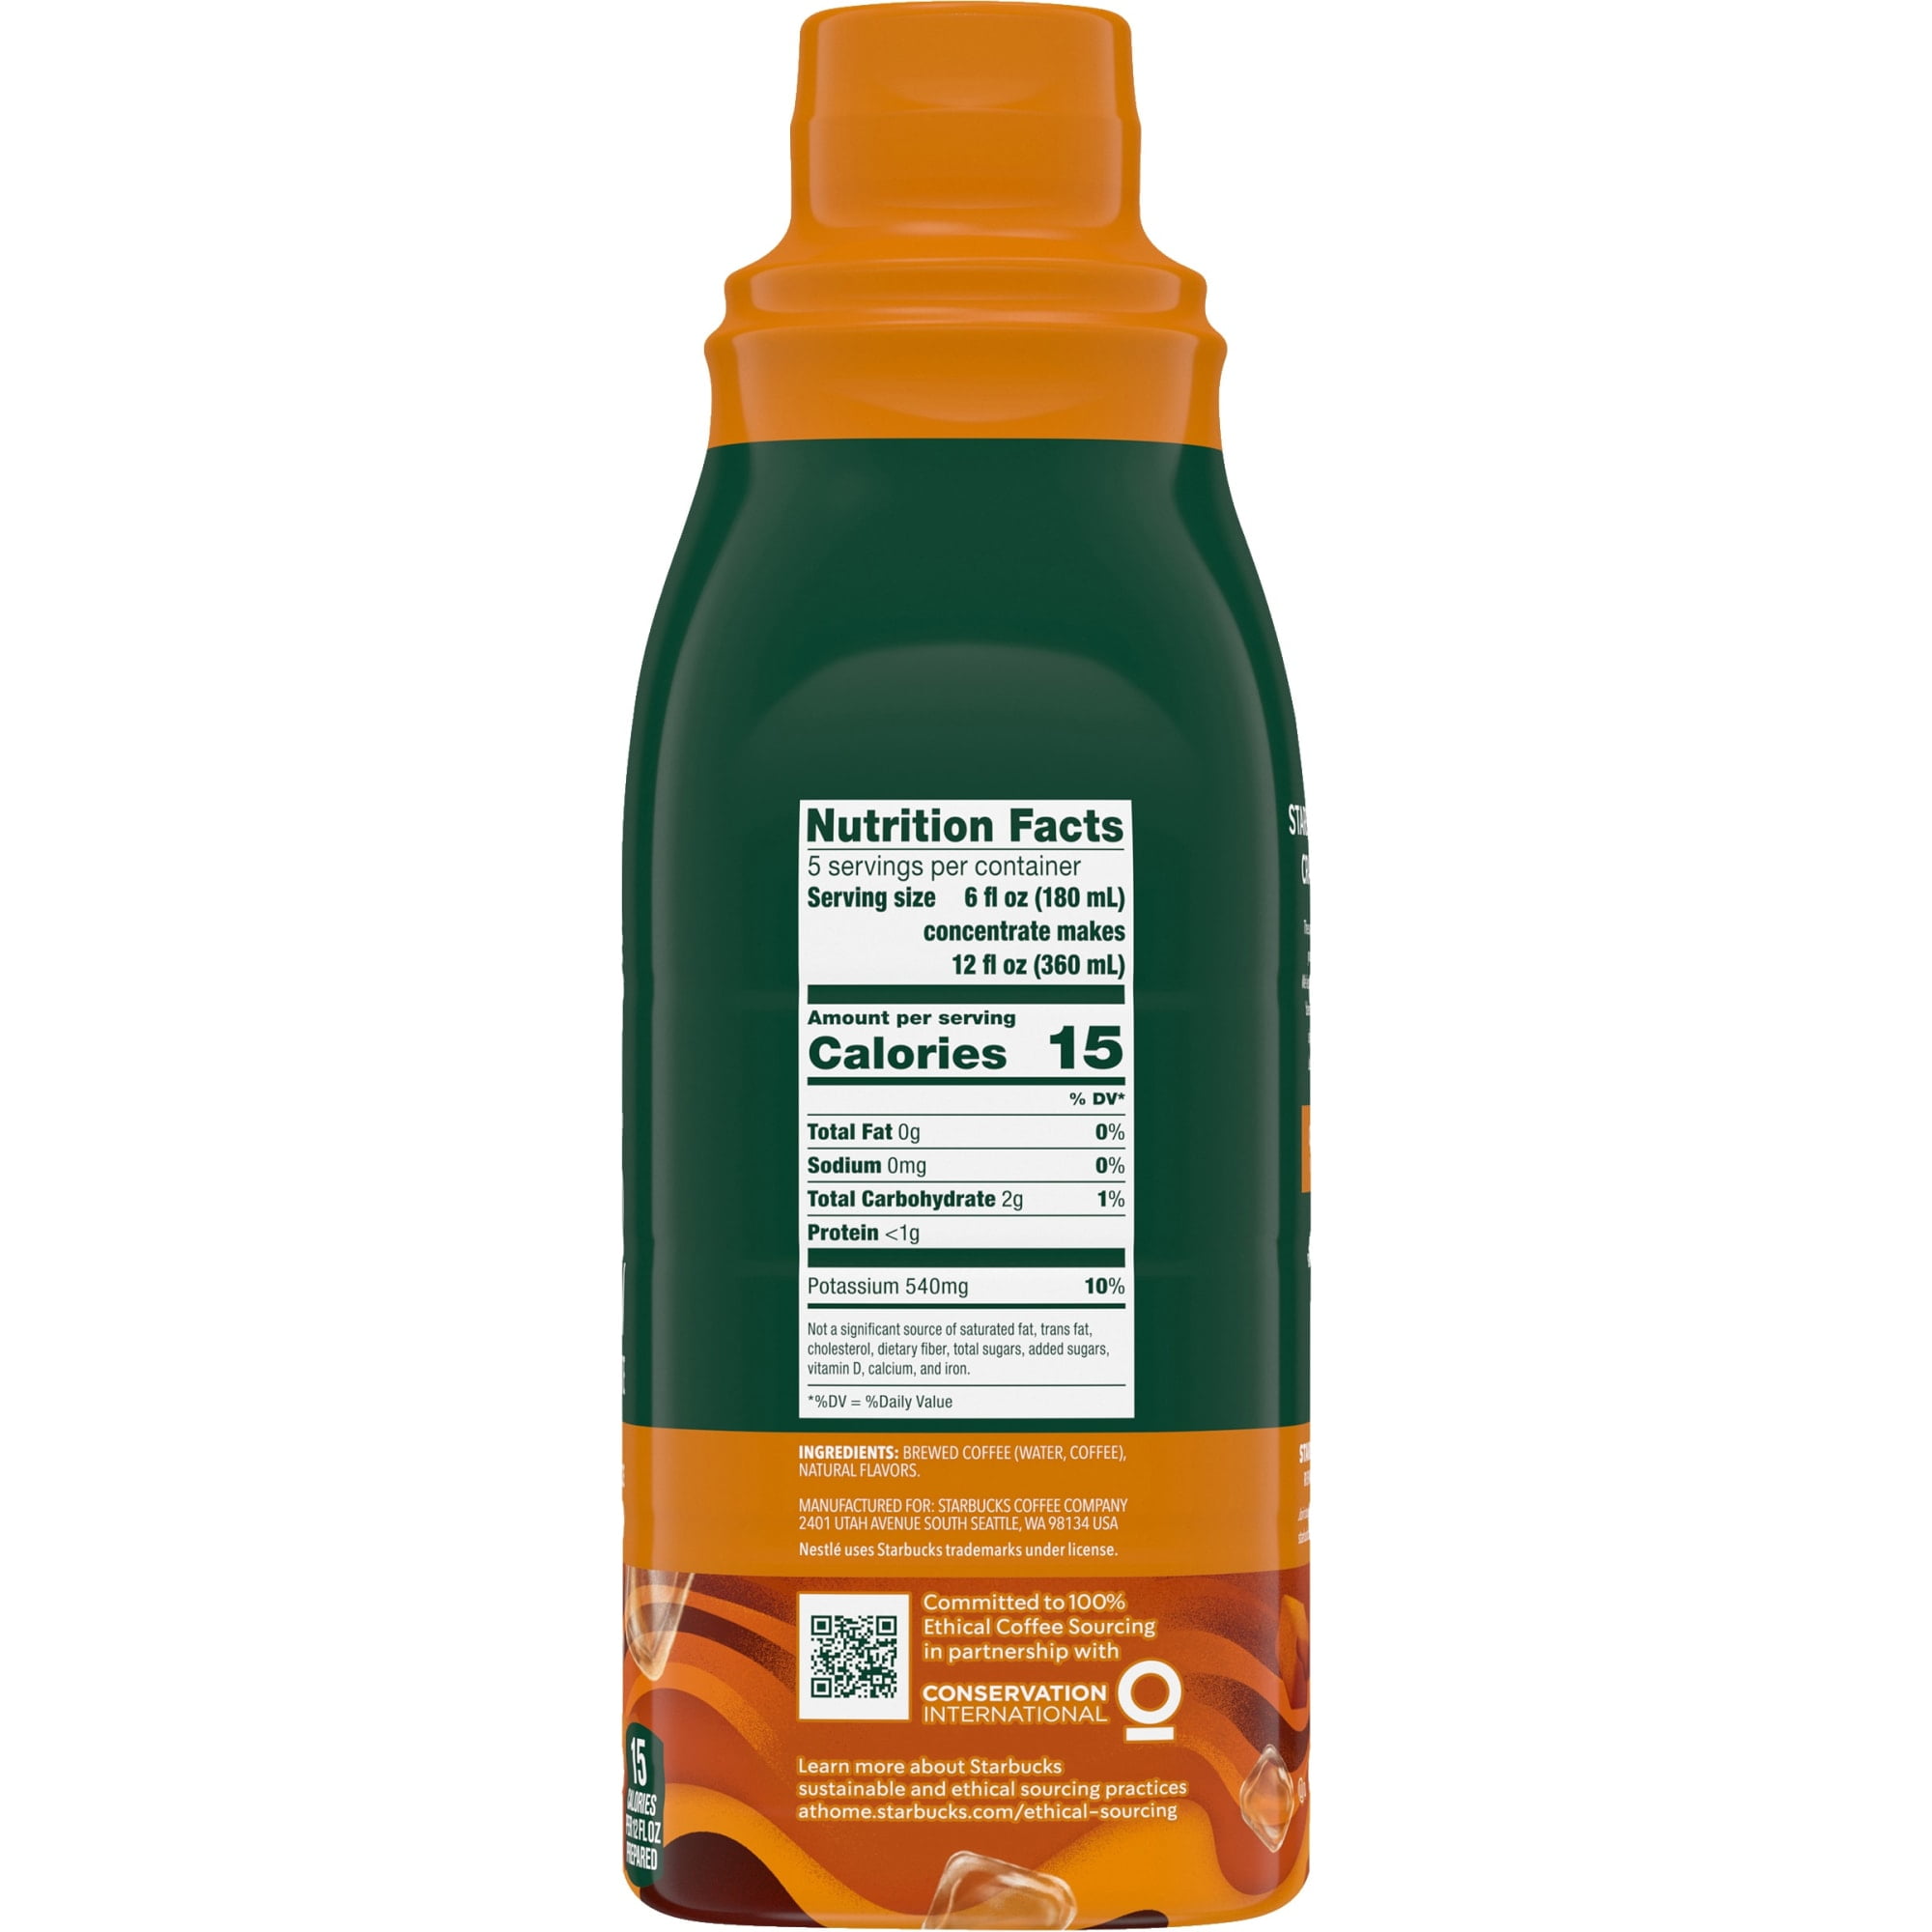 Nutrition Facts
5 servings per container
Serving size 6 fl oz (180 mL)
concentrate makes
12 fl oz (360 mL)
Amount per serving
Calories 15
% DV*
Total Fat 0g 0%
Sodium 0mg 0%
Total Carbohydrate 2g 1%
Protein <1g
Potassium 540mg 10%
Not a significant source of saturated fat, trans fat,
cholesterol, dietary fiber, total sugars, added sugars,
vitamin D, calcium, and iron.
*%DV = %Daily Value
INGREDIENTS: BREWED COFFEE (WATER, COFFEE),
NATURAL FLAVORS.
MANUFACTURED FOR: STARBUCKS COFFEE COMPANY
2401 UTAH AVENUE SOUTH SEATTLE, WA 98134 USA
Nestlé uses Starbucks trademarks under license.
Committed to 100%
Ethical Coffee Sourcing
in partnership with
CONSERVATION
INTERNATIONAL
Learn more about Starbucks
sustainable and ethical sourcing practices
athome.starbucks.com/ethical-sourcing
15
CALORIES
PER 12 FL OZ
PREPARED